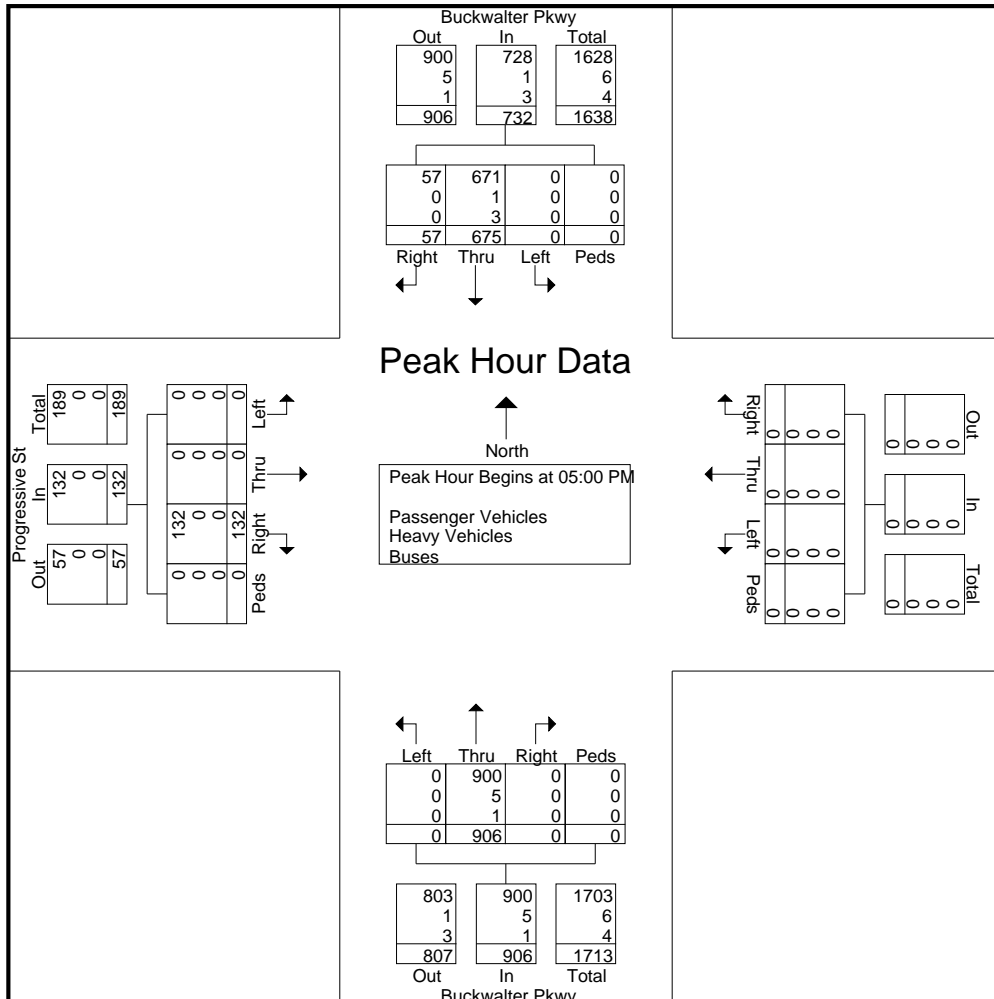 Buckwalter Pkwy
Out In Total
900 728 1628
5 1 6
1 3 4
906 732 1638
57 671 0 0
0 1 0 0
0 3 0 0
57 675 0 0
Right Thru Left Peds
Peak Hour Data
North
Peak Hour Begins at 05:00 PM
Passenger Vehicles
Heavy Vehicles
Buses
Progressive St
Total In Out
189 132 57
0 0 0
0 0 0
189 132 57
0 0 132 0
0 0 0 0
0 0 0 0
0 0 132 0
Left Thru Right Peds
Out In Total
0 0 0
0 0 0
0 0 0
0 0 0
0 0 0 0
0 0 0 0
0 0 0 0
0 0 0 0
Right Thru Left Peds
Left Thru Right Peds
0 900 0 0
0 5 0 0
0 1 0 0
0 906 0 0
803 900 1703
1 5 6
3 1 4
807 906 1713
Out In Total
Buckwalter Pkwy